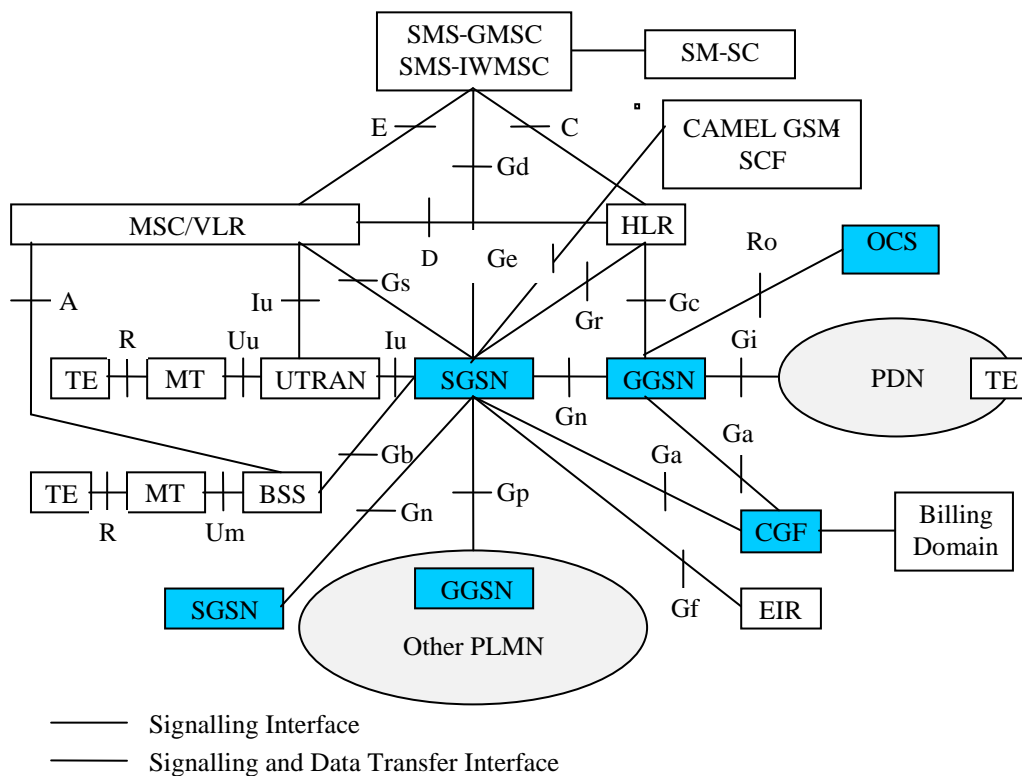 SMS-GMSC
SMS-IWMSC
SM-SC
E
C
CAMEL GSM
SCF
Gd
MSC/VLR
HLR
D
Ge
Ro
OCS
A
Iu
Gs
Gr
Gc
R
Uu
Iu
Gi
TE
MT
UTRAN
SGSN
GGSN
PDN
TE
Gn
Ga
Gb
Ga
TE
MT
BSS
Gp
R
Um
Gn
CGF
Billing
Domain
SGSN
GGSN
Gf
EIR
Other PLMN
Signalling Interface
Signalling and Data Transfer Interface